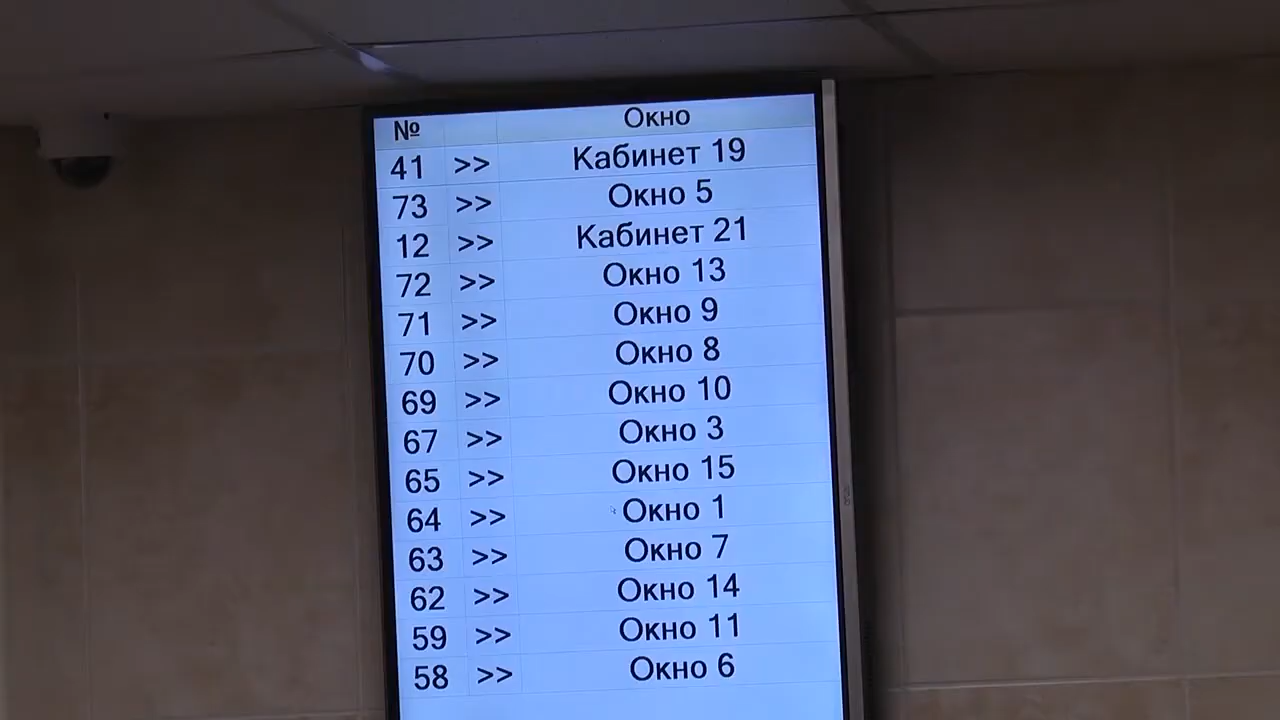 № Окно
41 >> Кабинет 19
73 >> Окно 5
12 >> Кабинет 21
72 >> Окно 13
71 >> Окно 9
70 >> Окно 8
69 >> Окно 10
67 >> Окно 3
65 >> Окно 15
64 >> Окно 1
63 >> Окно 7
62 >> Окно 14
59 >> Окно 11
58 >> Окно 6